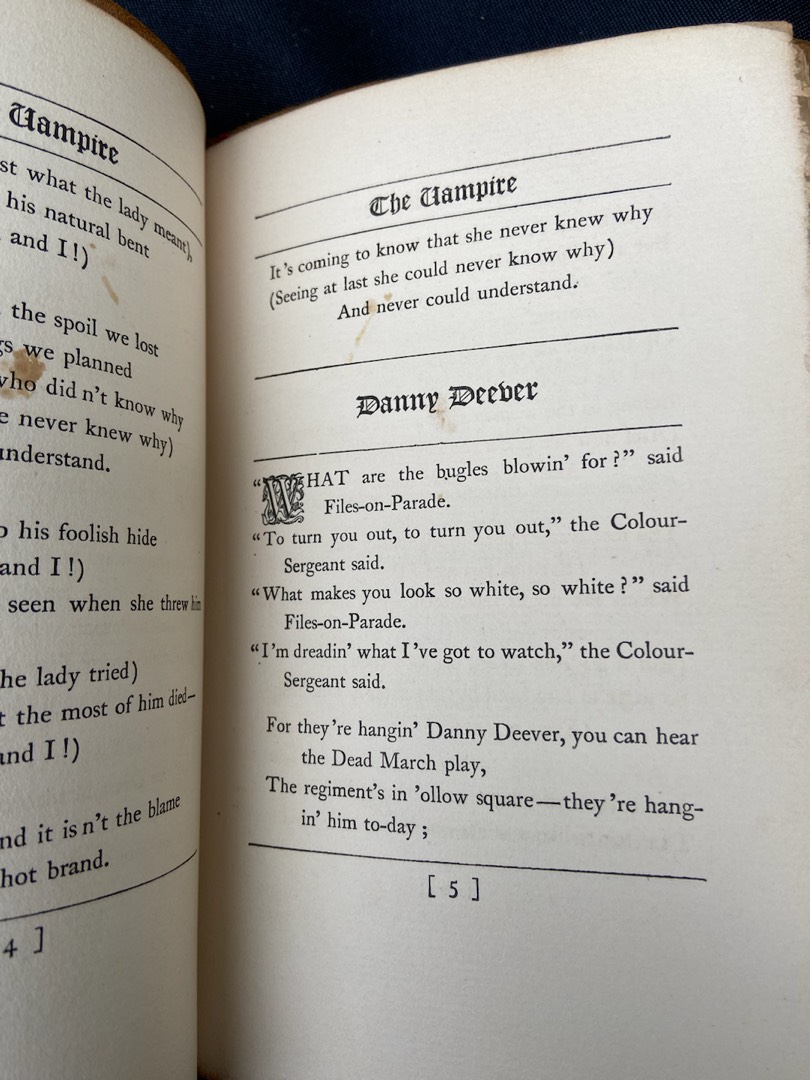 Vampire
st what the lady meant),
his natural bent
and I!)
the spoil we lost
gs we planned
who did n't know why
e never knew why)
understand.
o his foolish hide
and I!)
seen when she threw him
he lady tried)
t the most of him died—
and I!)
nd it is n't the blame
hot brand.
4 ]
The Vampire
It's coming to know that she never knew why
(Seeing at last she could never know why)
And never could understand.
Danny Deever
“WHAT are the bugles blowin' for?” said
Files-on-Parade.
“To turn you out, to turn you out,” the Colour-
Sergeant said.
“What makes you look so white, so white?” said
Files-on-Parade.
“I'm dreadin' what I've got to watch,” the Colour-
Sergeant said.
For they're hangin' Danny Deever, you can hear
the Dead March play,
The regiment's in 'ollow square—they're hang-
in' him to-day;
[ 5 ]